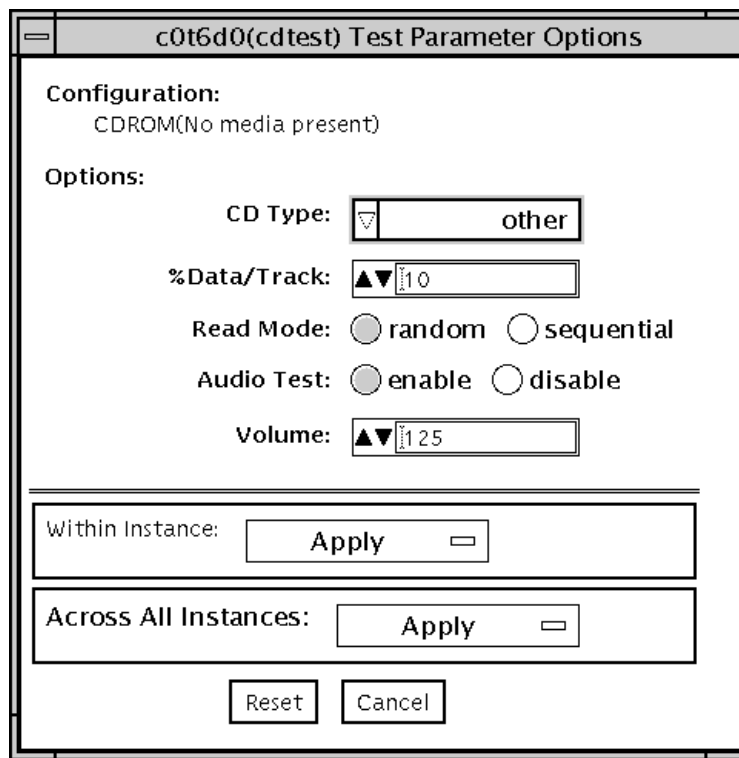 c0t6d0(cdtest) Test Parameter Options
Configuration:
CDROM(No media present)
Options:
CD Type: other
%Data/Track: 10
Read Mode: random sequential
Audio Test: enable disable
Volume: 125
Within Instance: Apply
Across All Instances: Apply
Reset Cancel